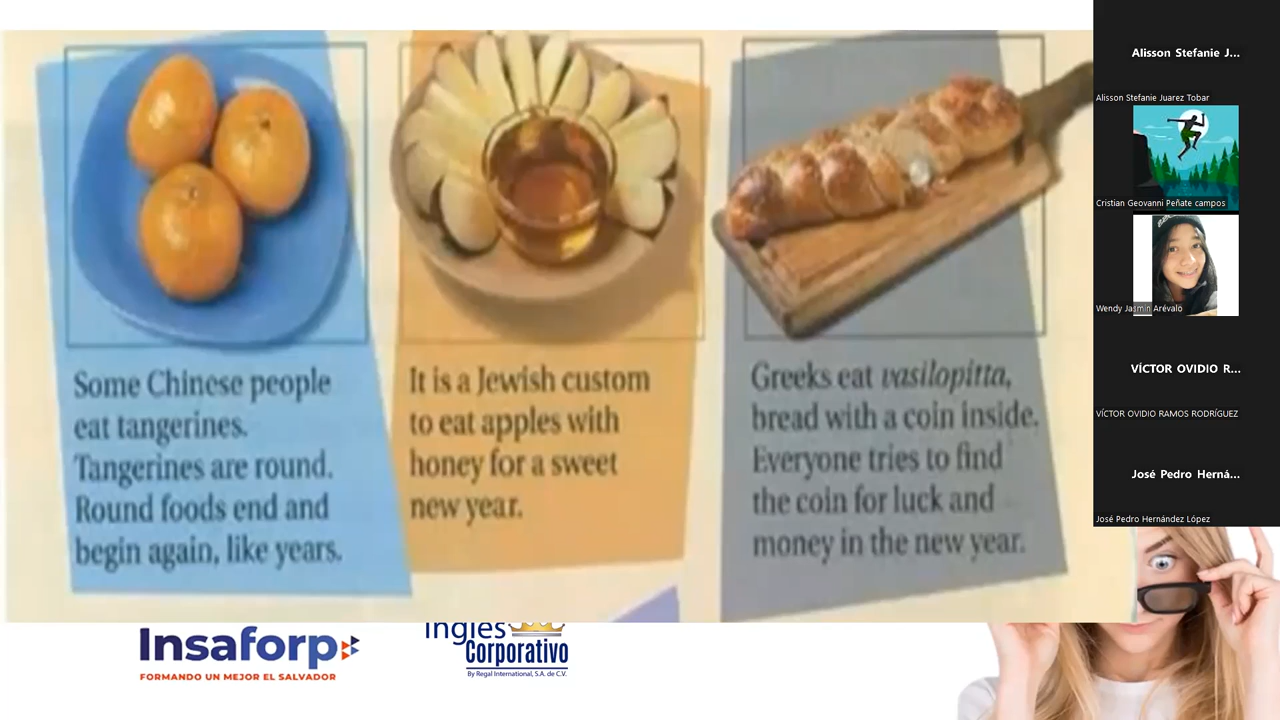 Some Chinese people
eat tangerines.
Tangerines are round.
Round foods end and
begin again, like years.
It is a Jewish custom
to eat apples with
honey for a sweet
new year.
Greeks eat vasilopitta,
bread with a coin inside.
Everyone tries to find
the coin for luck and
money in the new year.
Alisson Stefanie J...
Alisson Stefanie Juarez Tobar
Cristian Geovanni Peñate campos
Wendy Jasmin Arévalo
VÍCTOR OVIDIO R...
VÍCTOR OVIDIO RAMOS RODRÍGUEZ
José Pedro Herná...
José Pedro Hernández López
Insaforp
FORMANDO UN MEJOR EL SALVADOR
Inglés
Corporativo
By Regal International, S.A. de C.V.